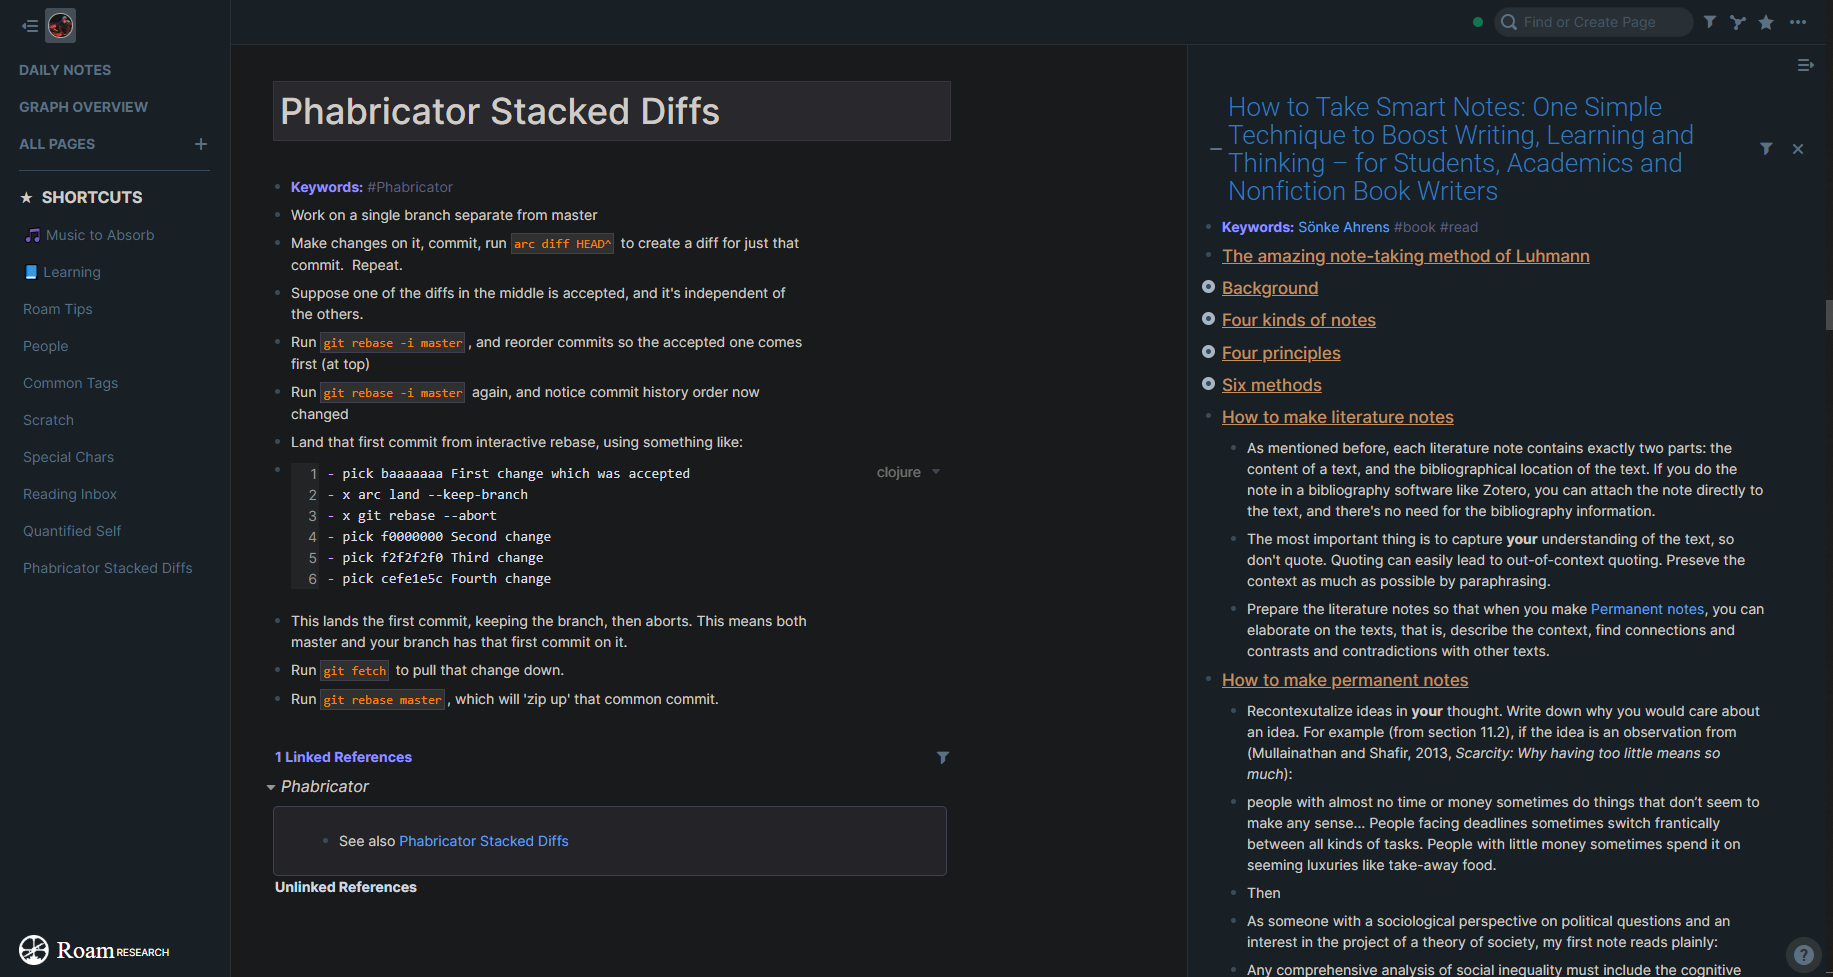 Find or Create Page
DAILY NOTES
GRAPH OVERVIEW
ALL PAGES
SHORTCUTS
Music to Absorb
Learning
Roam Tips
People
Common Tags
Scratch
Special Chars
Reading Inbox
Quantified Self
Phabricator Stacked Diffs
Roam RESEARCH
Phabricator Stacked Diffs
Keywords: #Phabricator
Work on a single branch separate from master
Make changes on it, commit, run arc diff HEAD^ to create a diff for just that
commit. Repeat.
Suppose one of the diffs in the middle is accepted, and it's independent of
the others.
Run git rebase -i master, and reorder commits so the accepted one comes
first (at top)
Run git rebase -i master again, and notice commit history order now
changed
Land that first commit from interactive rebase, using something like:
clojure
1 - pick baaaaaaa First change which was accepted
2 - x arc land --keep-branch
3 - x git rebase --abort
4 - pick f0000000 Second change
5 - pick f2f2f2f0 Third change
6 - pick cefe1e5c Fourth change
This lands the first commit, keeping the branch, then aborts. This means both
master and your branch has that first commit on it.
Run git fetch to pull that change down.
Run git rebase master, which will 'zip up' that common commit.
1 Linked References
Phabricator
See also Phabricator Stacked Diffs
Unlinked References
How to Take Smart Notes: One Simple
Technique to Boost Writing, Learning and
Thinking – for Students, Academics and
Nonfiction Book Writers
Keywords: Sönke Ahrens #book #read
The amazing note-taking method of Luhmann
Background
Four kinds of notes
Four principles
Six methods
How to make literature notes
As mentioned before, each literature note contains exactly two parts: the
content of a text, and the bibliographical location of the text. If you do the
note in a bibliography software like Zotero, you can attach the note directly to
the text, and there's no need for the bibliography information.
The most important thing is to capture your understanding of the text, so
don't quote. Quoting can easily lead to out-of-context quoting. Preseve the
context as much as possible by paraphrasing.
Prepare the literature notes so that when you make Permanent notes, you can
elaborate on the texts, that is, describe the context, find connections and
contrasts and contradictions with other texts.
How to make permanent notes
Recontexutalize ideas in your thought. Write down why you would care about
an idea. For example (from section 11.2), if the idea is an observation from
(Mullainathan and Shafir, 2013, Scarcity: Why having too little means so
much):
people with almost no time or money sometimes do things that don’t seem to
make any sense... People facing deadlines sometimes switch frantically
between all kinds of tasks. People with little money sometimes spend it on
seeming luxuries like take-away food.
Then
As someone with a sociological perspective on political questions and an
interest in the project of a theory of society, my first note reads plainly:
Any comprehensive analysis of social inequality must include the cognitive